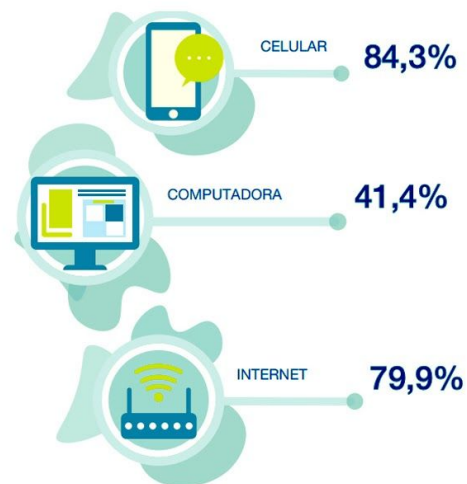 CELULAR 84,3%
COMPUTADORA 41,4%
INTERNET 79,9%